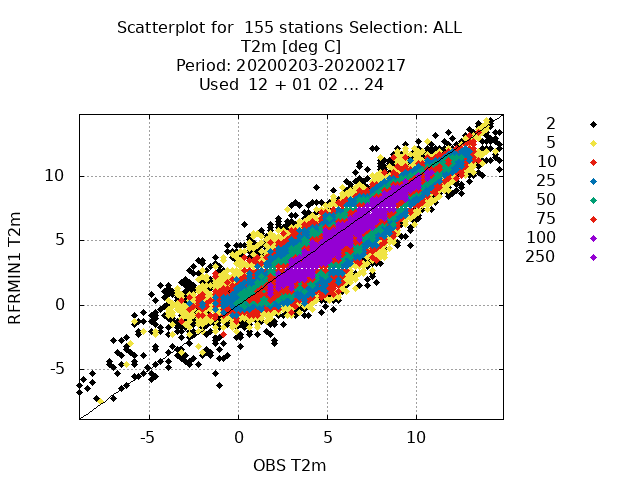 Scatterplot for  155 stations Selection: ALL
T2m [deg C]
Period: 20200203-20200217
Used  12 + 01 02 ... 24
2
5
10
25
50
75
100
250
10
5
0
-5
RFRMIN1 T2m
-5
0
5
10
OBS T2m